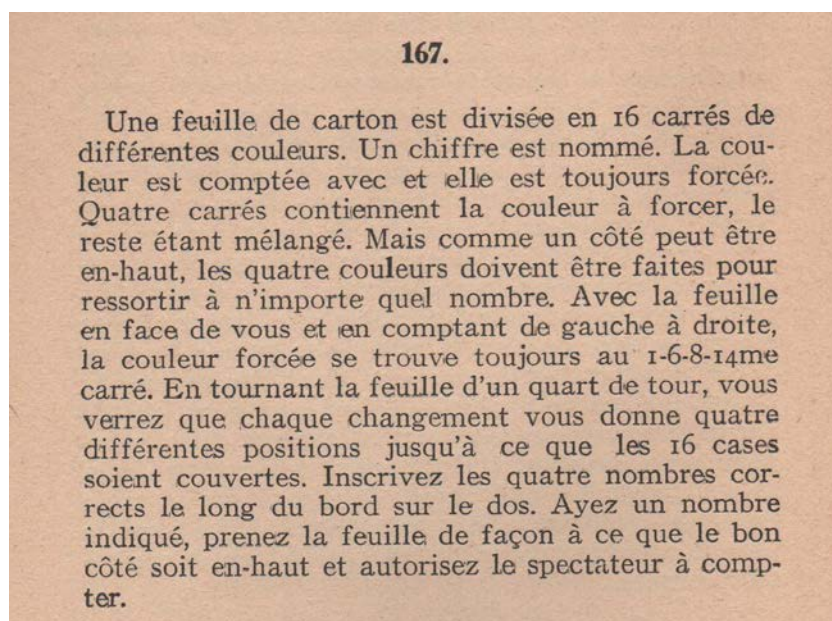 167.
Une feuille de carton est divisée en 16 carrés de
différentes couleurs. Un chiffre est nommé. La cou-
leur est comptée avec et elle est toujours forcée.
Quatre carrés contiennent la couleur à forcer, le
reste étant mélangé. Mais comme un côté peut être
en-haut, les quatre couleurs doivent être faites pour
ressortir à n'importe quel nombre. Avec la feuille
en face de vous et en comptant de gauche à droite,
la couleur forcée se trouve toujours au 1-6-8-14me
carré. En tournant la feuille d'un quart de tour, vous
verrez que chaque changement vous donne quatre
différentes positions jusqu'à ce que les 16 cases
soient couvertes. Inscrivez les quatre nombres cor-
rects le long du bord sur le dos. Ayez un nombre
indiqué, prenez la feuille de façon à ce que le bon
côté soit en-haut et autorisez le spectateur à comp-
ter.